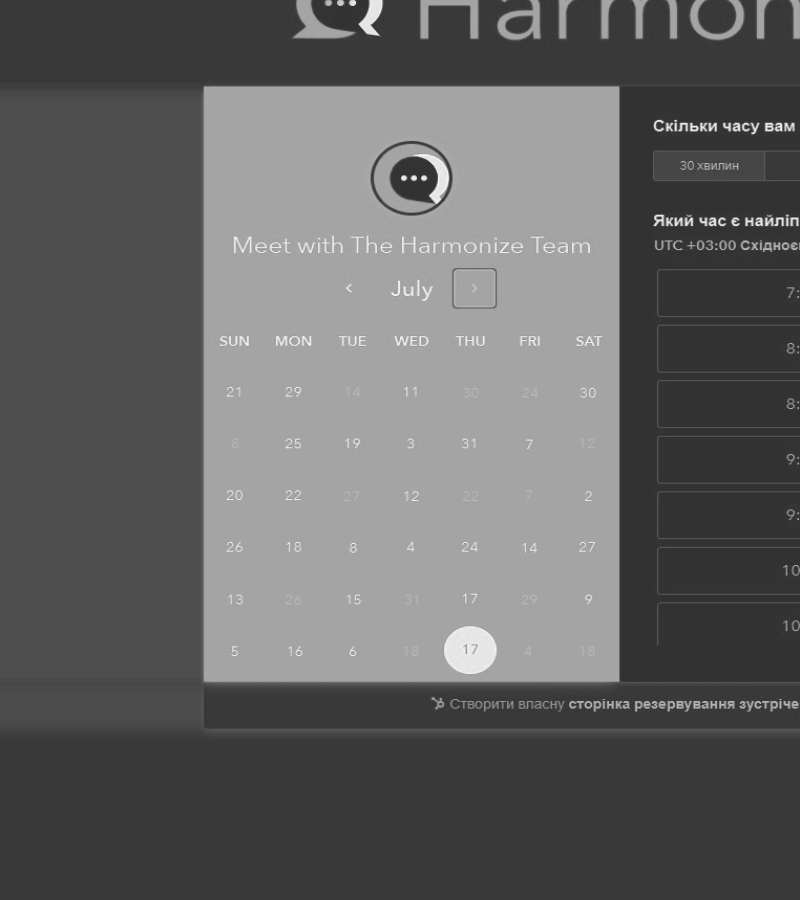 Harmon
Meet with The Harmonize Team
July
SUN MON TUE WED THU FRI SAT
21 29 14 11 30 24 30
8 25 19 3 31 7 12
20 22 27 12 22 7 2
26 18 8 4 24 14 27
13 26 15 31 17 29 9
5 16 6 18 17 4 18
Скільки часу вам
30 хвилин
Який час є найліп
UTC +03:00 Східноє
7:
8:
8:
9:
9:
10
10
Створити власну сторінка резервування зустріче